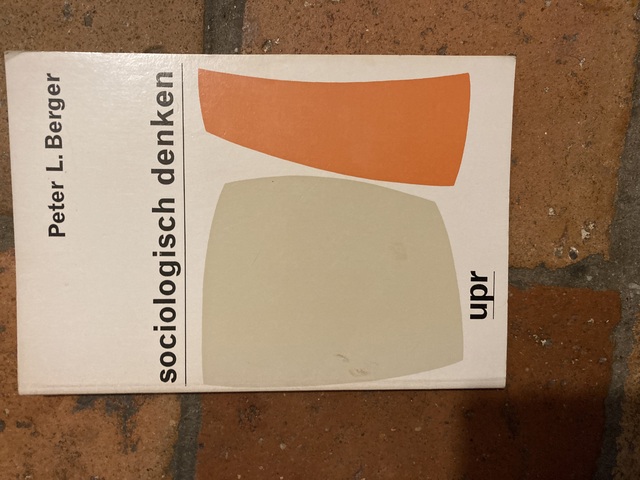 Peter L. Berger
sociologisch denken
upr